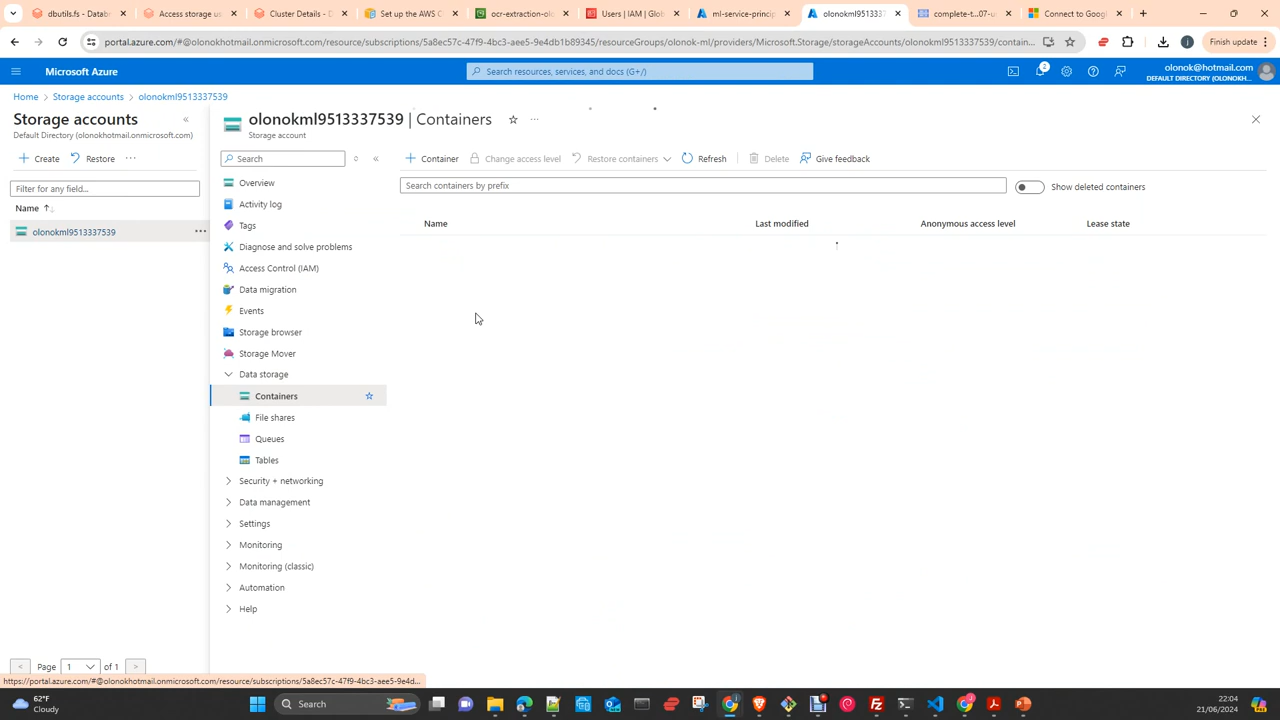 dbutils.fs - Datab
Access storage us
Cluster Details - D
Set up the AWS C
ocr-extraction-olo
Users | IAM | Glob
ml-service-princip
olonokml9513337
complete-t...07-u
Connect to Googl
portal.azure.com/#@olonokhotmail.onmicrosoft.com/resource/subscriptions/5a8ec57c-47f9-4bc3-aee5-9e4db1b89345/resourceGroups/olonok-ml/providers/Microsoft.Storage/storageAccounts/olonokml9513337539/contain...
Finish update
Microsoft Azure
Search resources, services, and docs (G+/)
2
olonok@hotmail.com
DEFAULT DIRECTORY (OLONOKH...
Home > Storage accounts > olonokml9513337539
Storage accounts
Default Directory (olonokhotmail.onmicrosoft.com)
Create
Restore
Filter for any field...
Name
olonokml9513337539
Page 1 of 1
olonokml9513337539 | Containers
Storage account
Search
Overview
Activity log
Tags
Diagnose and solve problems
Access Control (IAM)
Data migration
Events
Storage browser
Storage Mover
Data storage
Containers
File shares
Queues
Tables
Security + networking
Data management
Settings
Monitoring
Monitoring (classic)
Automation
Help
Container
Change access level
Restore containers
Refresh
Delete
Give feedback
Search containers by prefix
Show deleted containers
Name
Last modified
Anonymous access level
Lease state
https://portal.azure.com/#@olonokhotmail.onmicrosoft.com/resource/subscriptions/5a8ec57c-47f9-4bc3-aee5-9e4d...
62°F
Cloudy
Search
22:04
21/06/2024